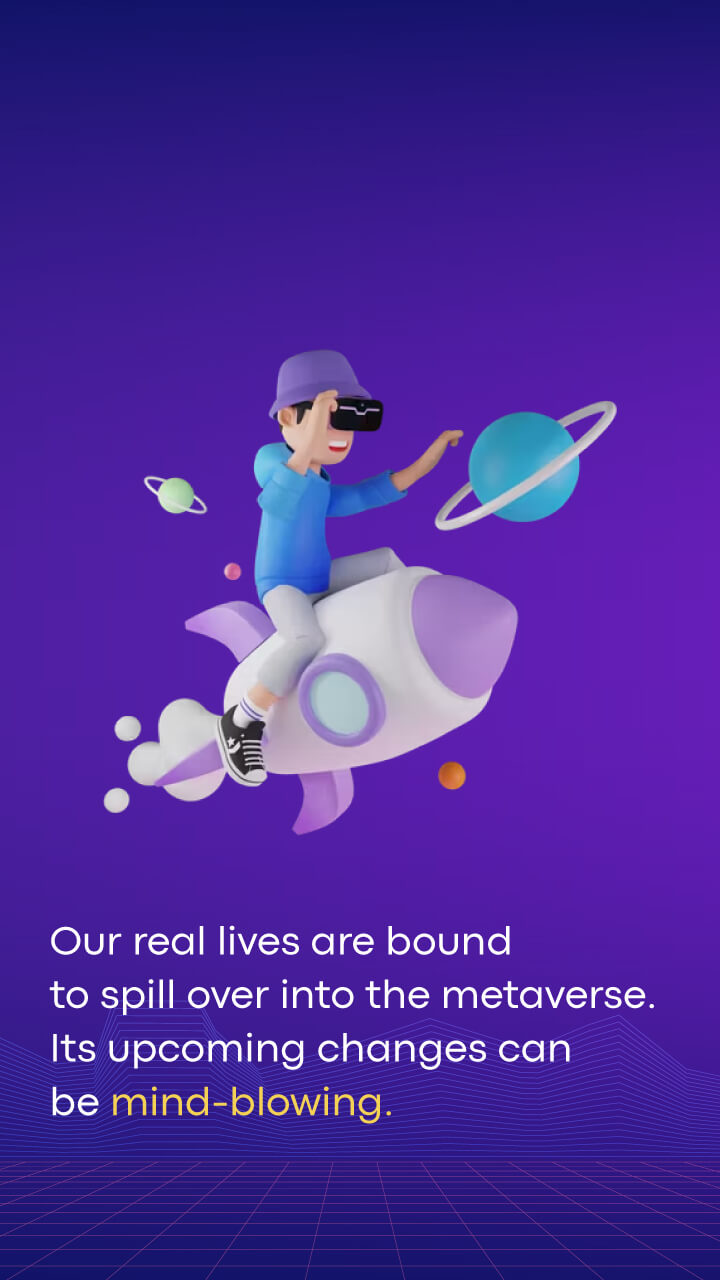 Our real lives are bound
to spill over into the metaverse.
Its upcoming changes can
be mind-blowing.